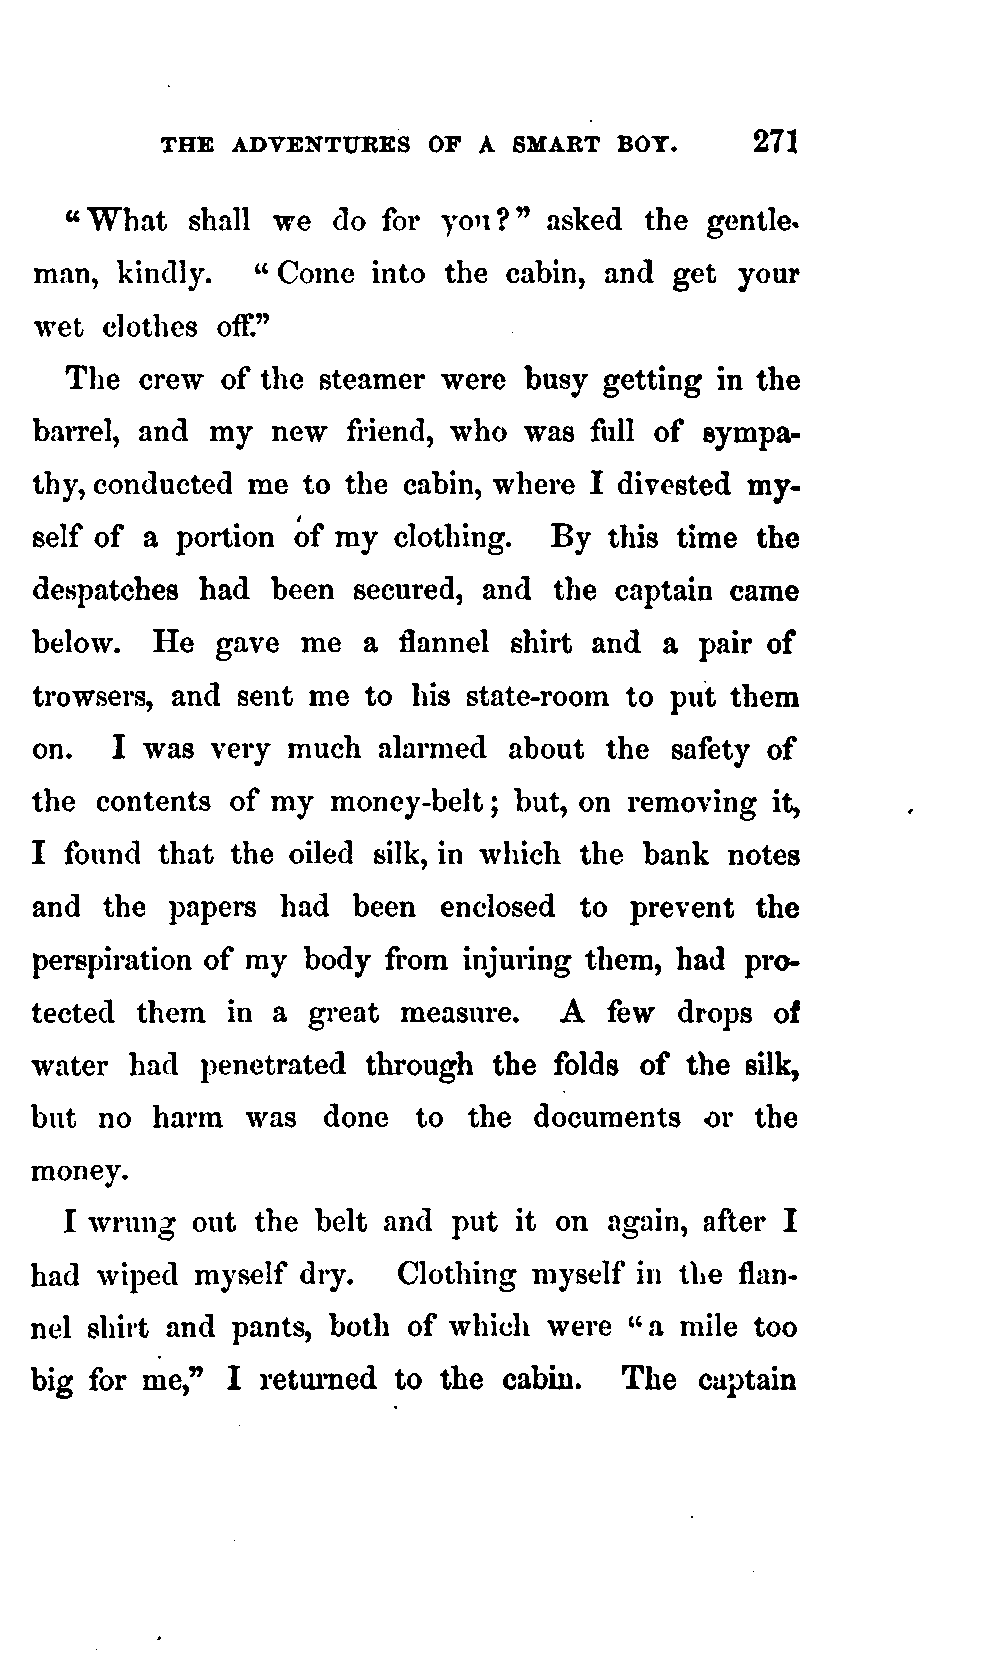 THE ADVENTURES OF A SMART BOY. 271
"What shall we do for you?" asked the gentle-
man, kindly. "Come into the cabin, and get your
wet clothes off."
The crew of the steamer were busy getting in the
barrel, and my new friend, who was full of sympa-
thy, conducted me to the cabin, where I divested my-
self of a portion of my clothing. By this time the
despatches had been secured, and the captain came
below. He gave me a flannel shirt and a pair of
trowsers, and sent me to his state-room to put them
on. I was very much alarmed about the safety of
the contents of my money-belt; but, on removing it,
I found that the oiled silk, in which the bank notes
and the papers had been enclosed to prevent the
perspiration of my body from injuring them, had pro-
tected them in a great measure. A few drops of
water had penetrated through the folds of the silk,
but no harm was done to the documents or the
money.
I wrung out the belt and put it on again, after I
had wiped myself dry. Clothing myself in the flan-
nel shirt and pants, both of which were "a mile too
big for me," I returned to the cabin. The captain